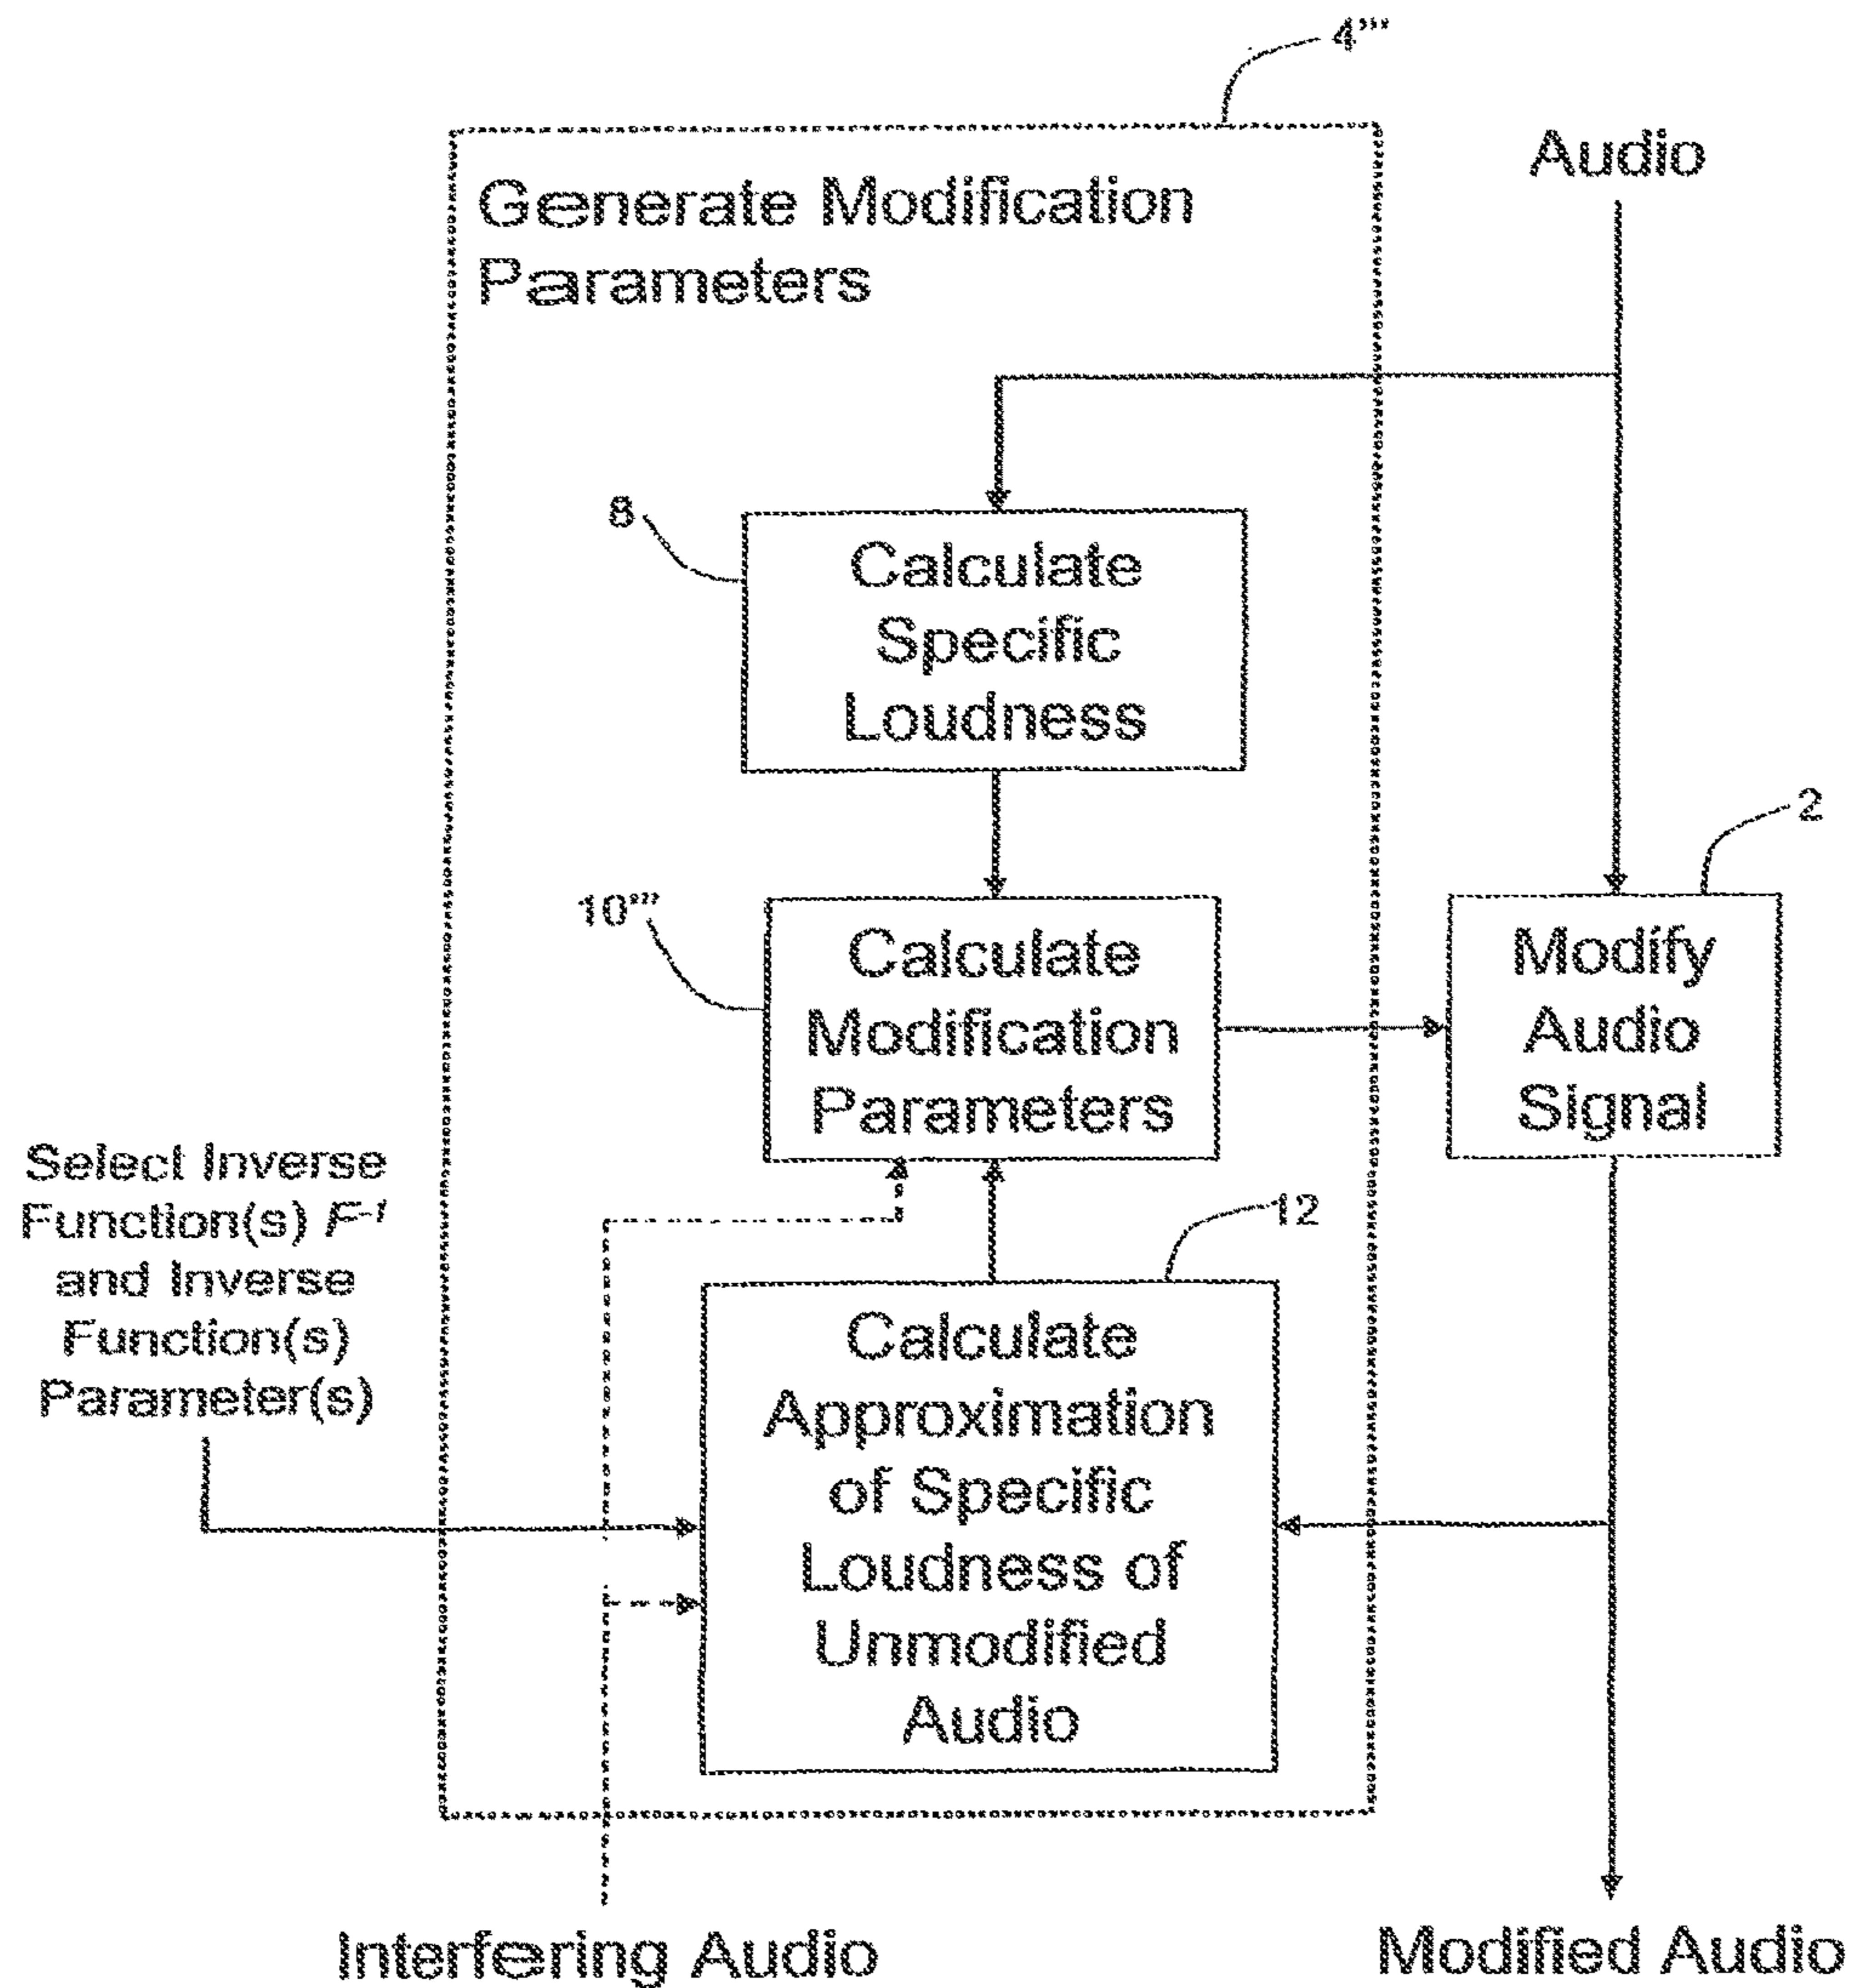 4'''
Audio
Generate Modification
Parameters
8
Calculate
Specific
Loudness
2
10'''
Calculate
Modification
Parameters
Modify
Audio
Signal
Select Inverse
Function(s) F⁻¹
and Inverse
Function(s)
Parameter(s)
12
Calculate
Approximation
of Specific
Loudness of
Unmodified
Audio
Interfering Audio
Modified Audio